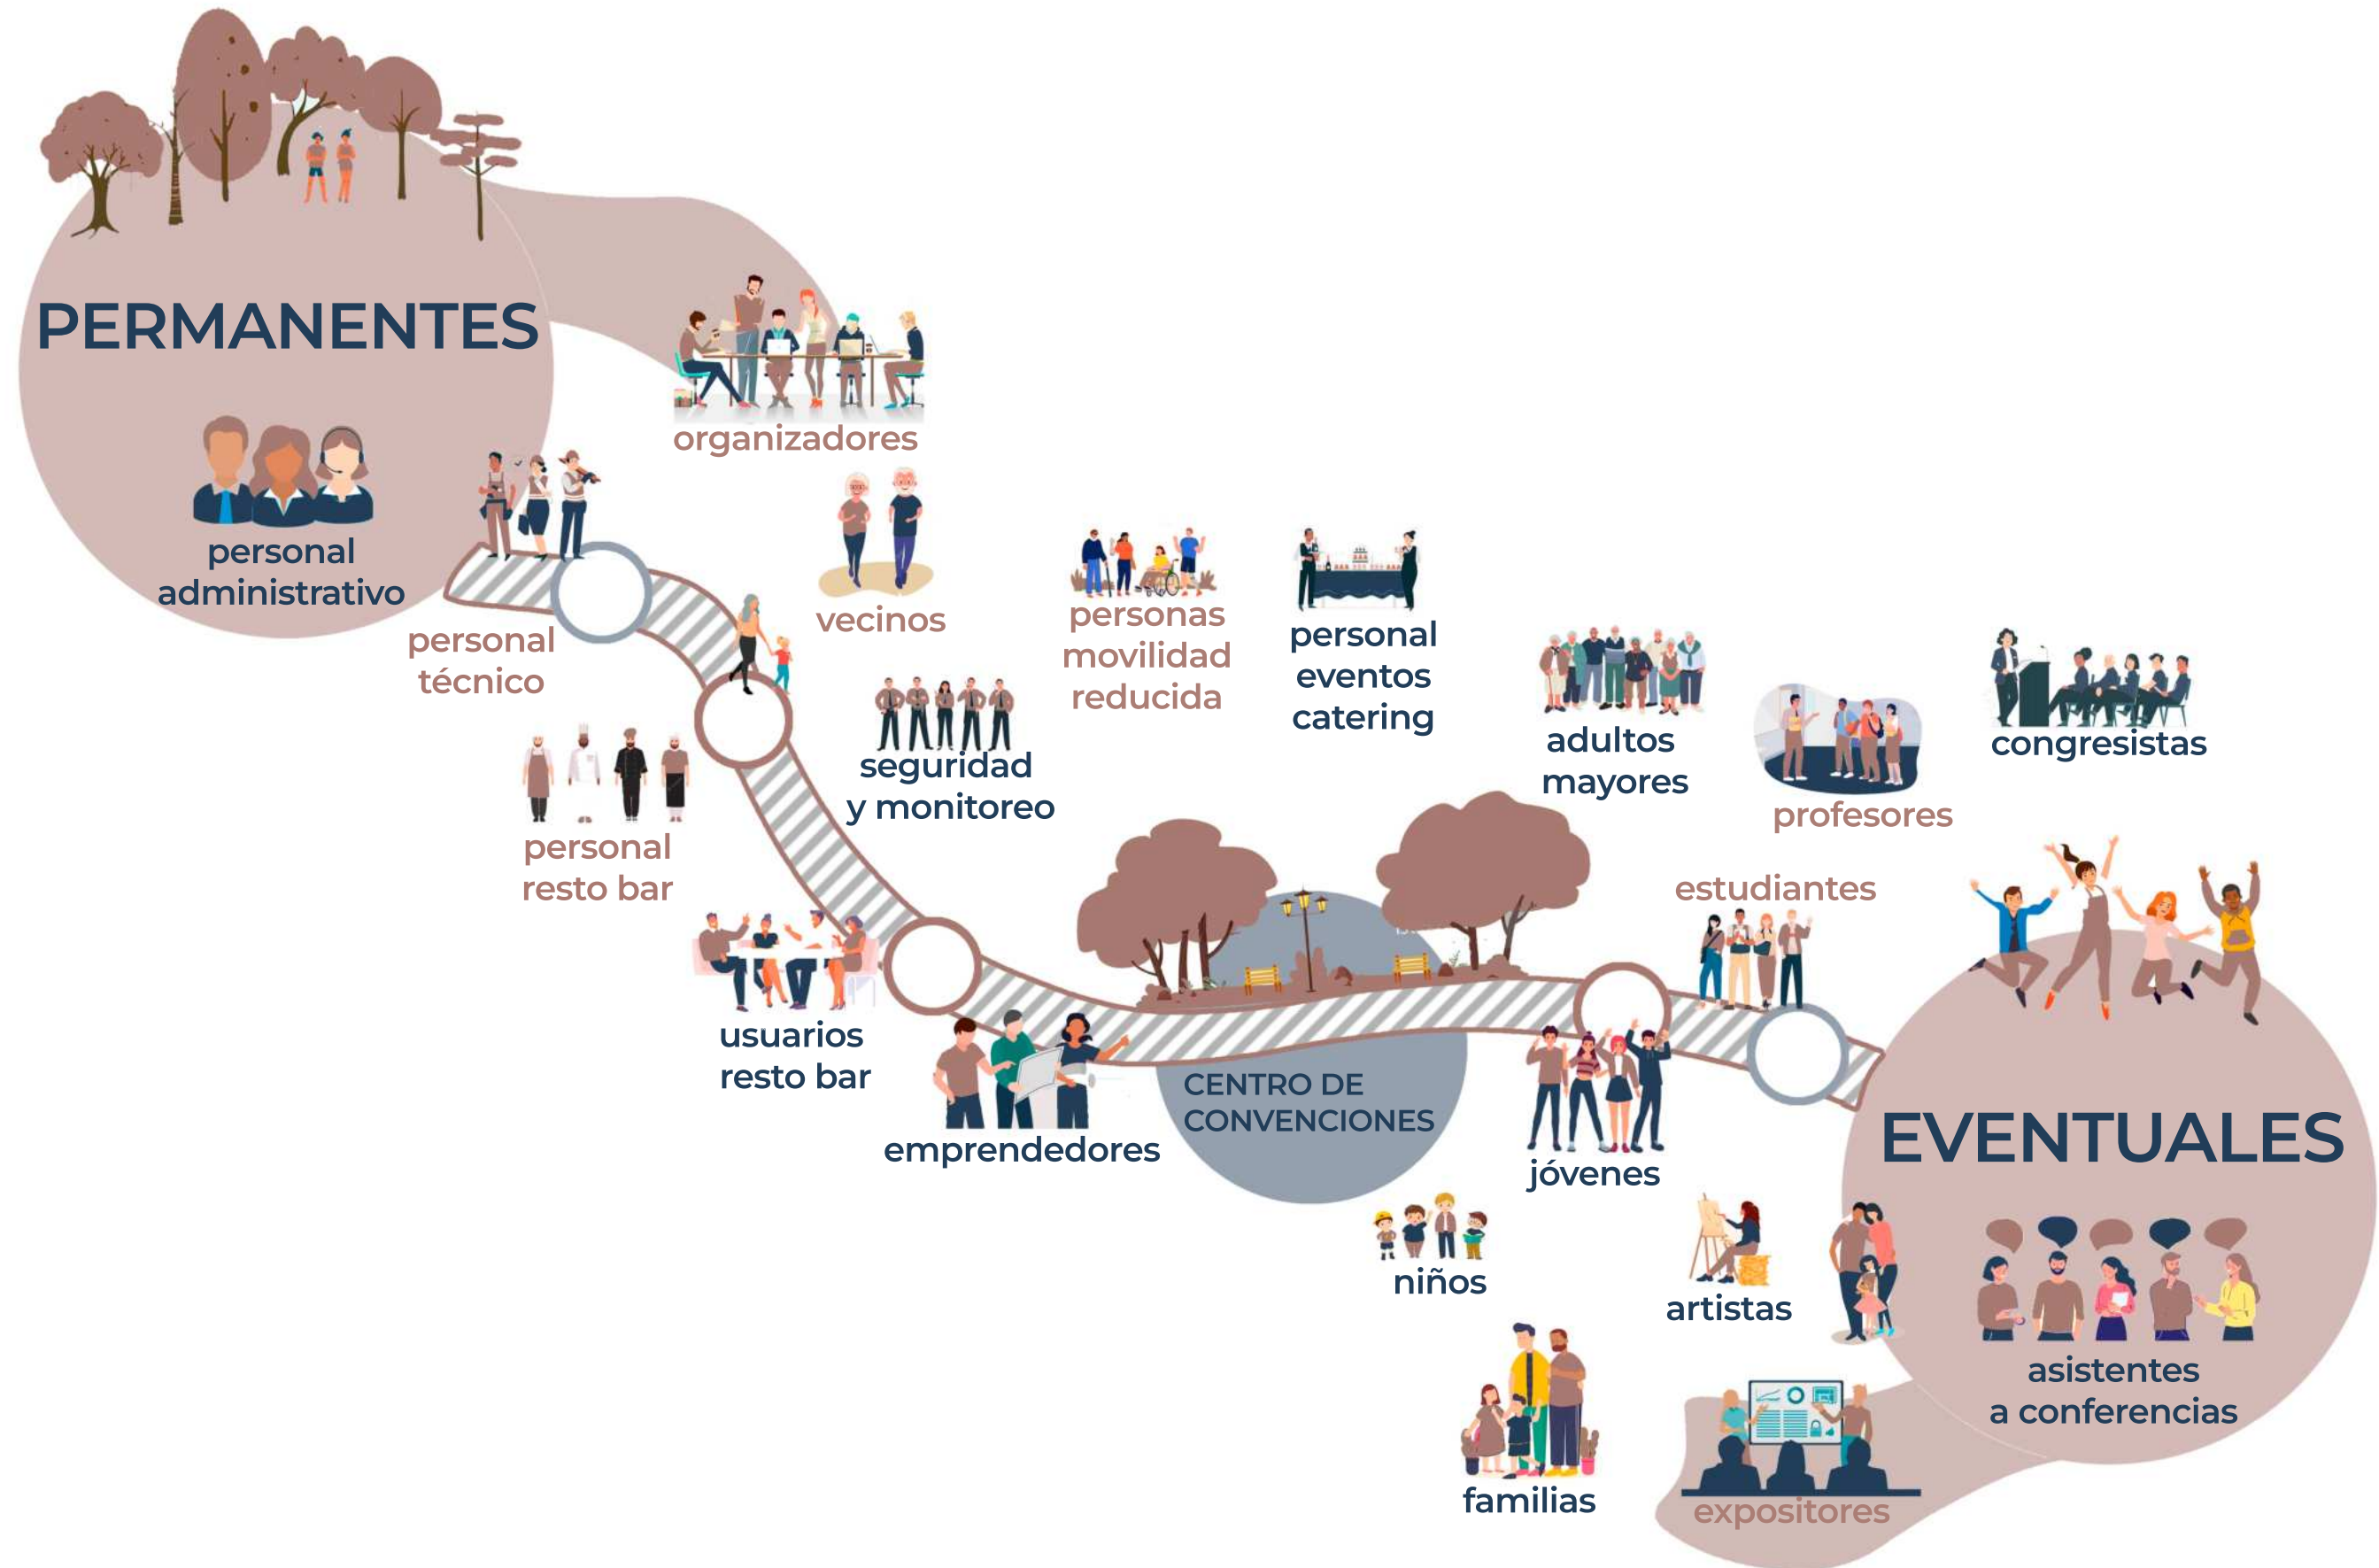 PERMANENTES
personal
administrativo
organizadores
personal
técnico
vecinos
personal
resto bar
seguridad
y monitoreo
personas
movilidad
reducida
personal
eventos
catering
adultos
mayores
profesores
congresistas
estudiantes
usuarios
resto bar
emprendedores
CENTRO DE
CONVENCIONES
jóvenes
niños
artistas
familias
EVENTUALES
asistentes
a conferencias
expositores